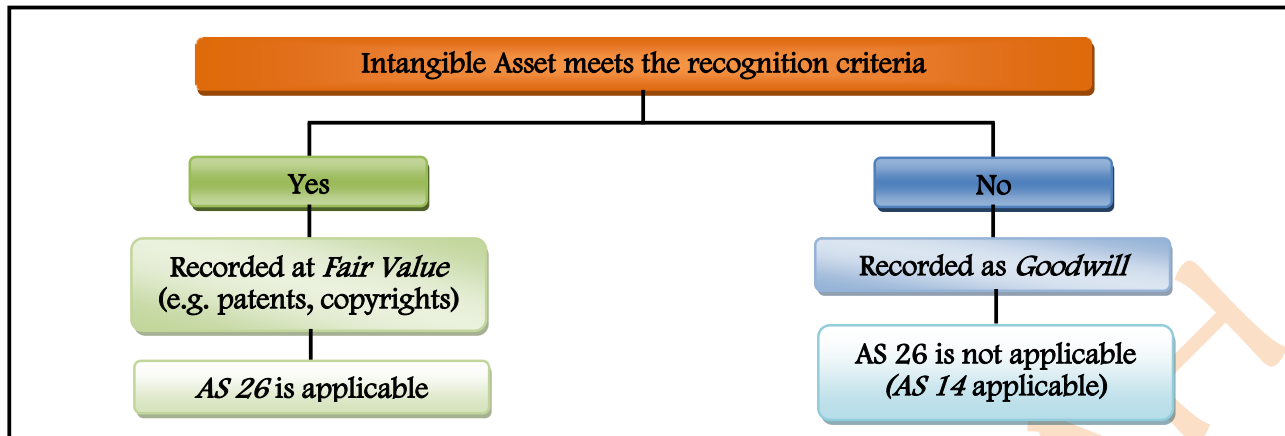 Intangible Asset meets the recognition criteria
Yes
No
Recorded at Fair Value
(e.g. patents, copyrights)
Recorded as Goodwill
AS 26 is applicable
AS 26 is not applicable
(AS 14 applicable)